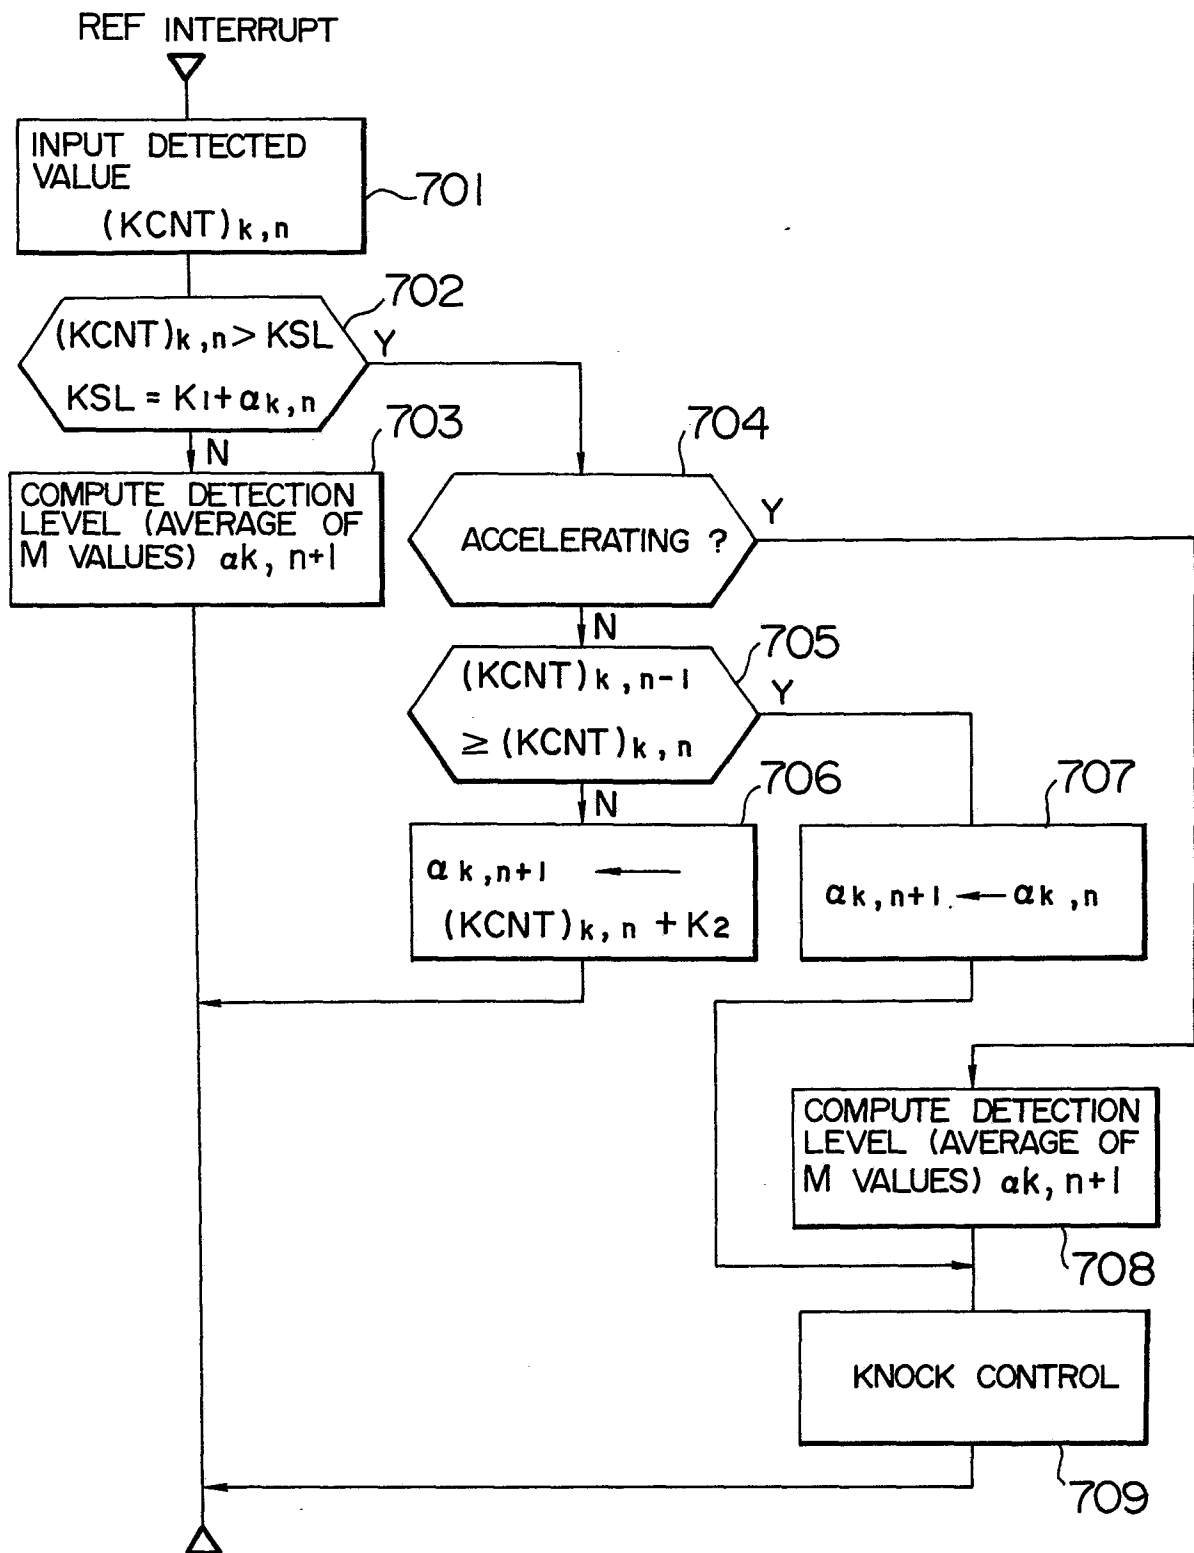 REF INTERRUPT
INPUT DETECTED
VALUE
(KCNT)k,n
701
702
(KCNT)k,n > KSL
KSL = K1+αk,n
Y
N
703
COMPUTE DETECTION
LEVEL (AVERAGE OF
M VALUES) αk, n+1
704
ACCELERATING ?
Y
N
705
(KCNT)k,n-1
≥ (KCNT)k,n
Y
N
706
αk,n+1 ←
(KCNT)k,n + K2
707
αk,n+1 ← αk,n
COMPUTE DETECTION
LEVEL (AVERAGE OF
M VALUES) αk, n+1
708
KNOCK CONTROL
709